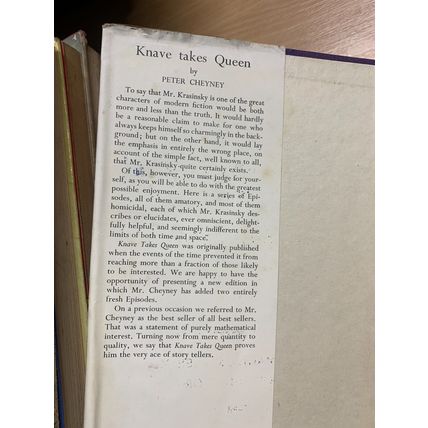 Knave takes Queen
by
PETER CHEYNEY
To say that Mr. Krasinsky is one of the great
characters of modern fiction would be both
more and less than the truth. It would hardly
be a reasonable claim to make for one who
always keeps himself so charmingly in the back-
ground; but on the other hand, it would lay
the emphasis in entirely the wrong place, on
account of the simple fact, well known to all,
that Mr. Krasinsky quite certainly exists.
Of this, however, you must judge for your-
self, as you will be able to do with the greatest
possible enjoyment. Here is a series of Epi-
sodes, all of them amatory, and most of them
homicidal, each of which Mr. Krasinsky des-
cribes or elucidates, ever omniscient, delight-
fully helpful, and seemingly indifferent to the
limits of both time and space.
Knave Takes Queen was originally published
when the events of the time prevented it from
reaching more than a fraction of those likely
to be interested. We are happy to have the
opportunity of presenting a new edition in
which Mr. Cheyney has added two entirely
fresh Episodes.
On a previous occasion we referred to Mr.
Cheyney as the best seller of all best sellers.
That was a statement of purely mathematical
interest. Turning now from mere quantity to
quality, we say that Knave Takes Queen proves
him the very ace of story tellers.